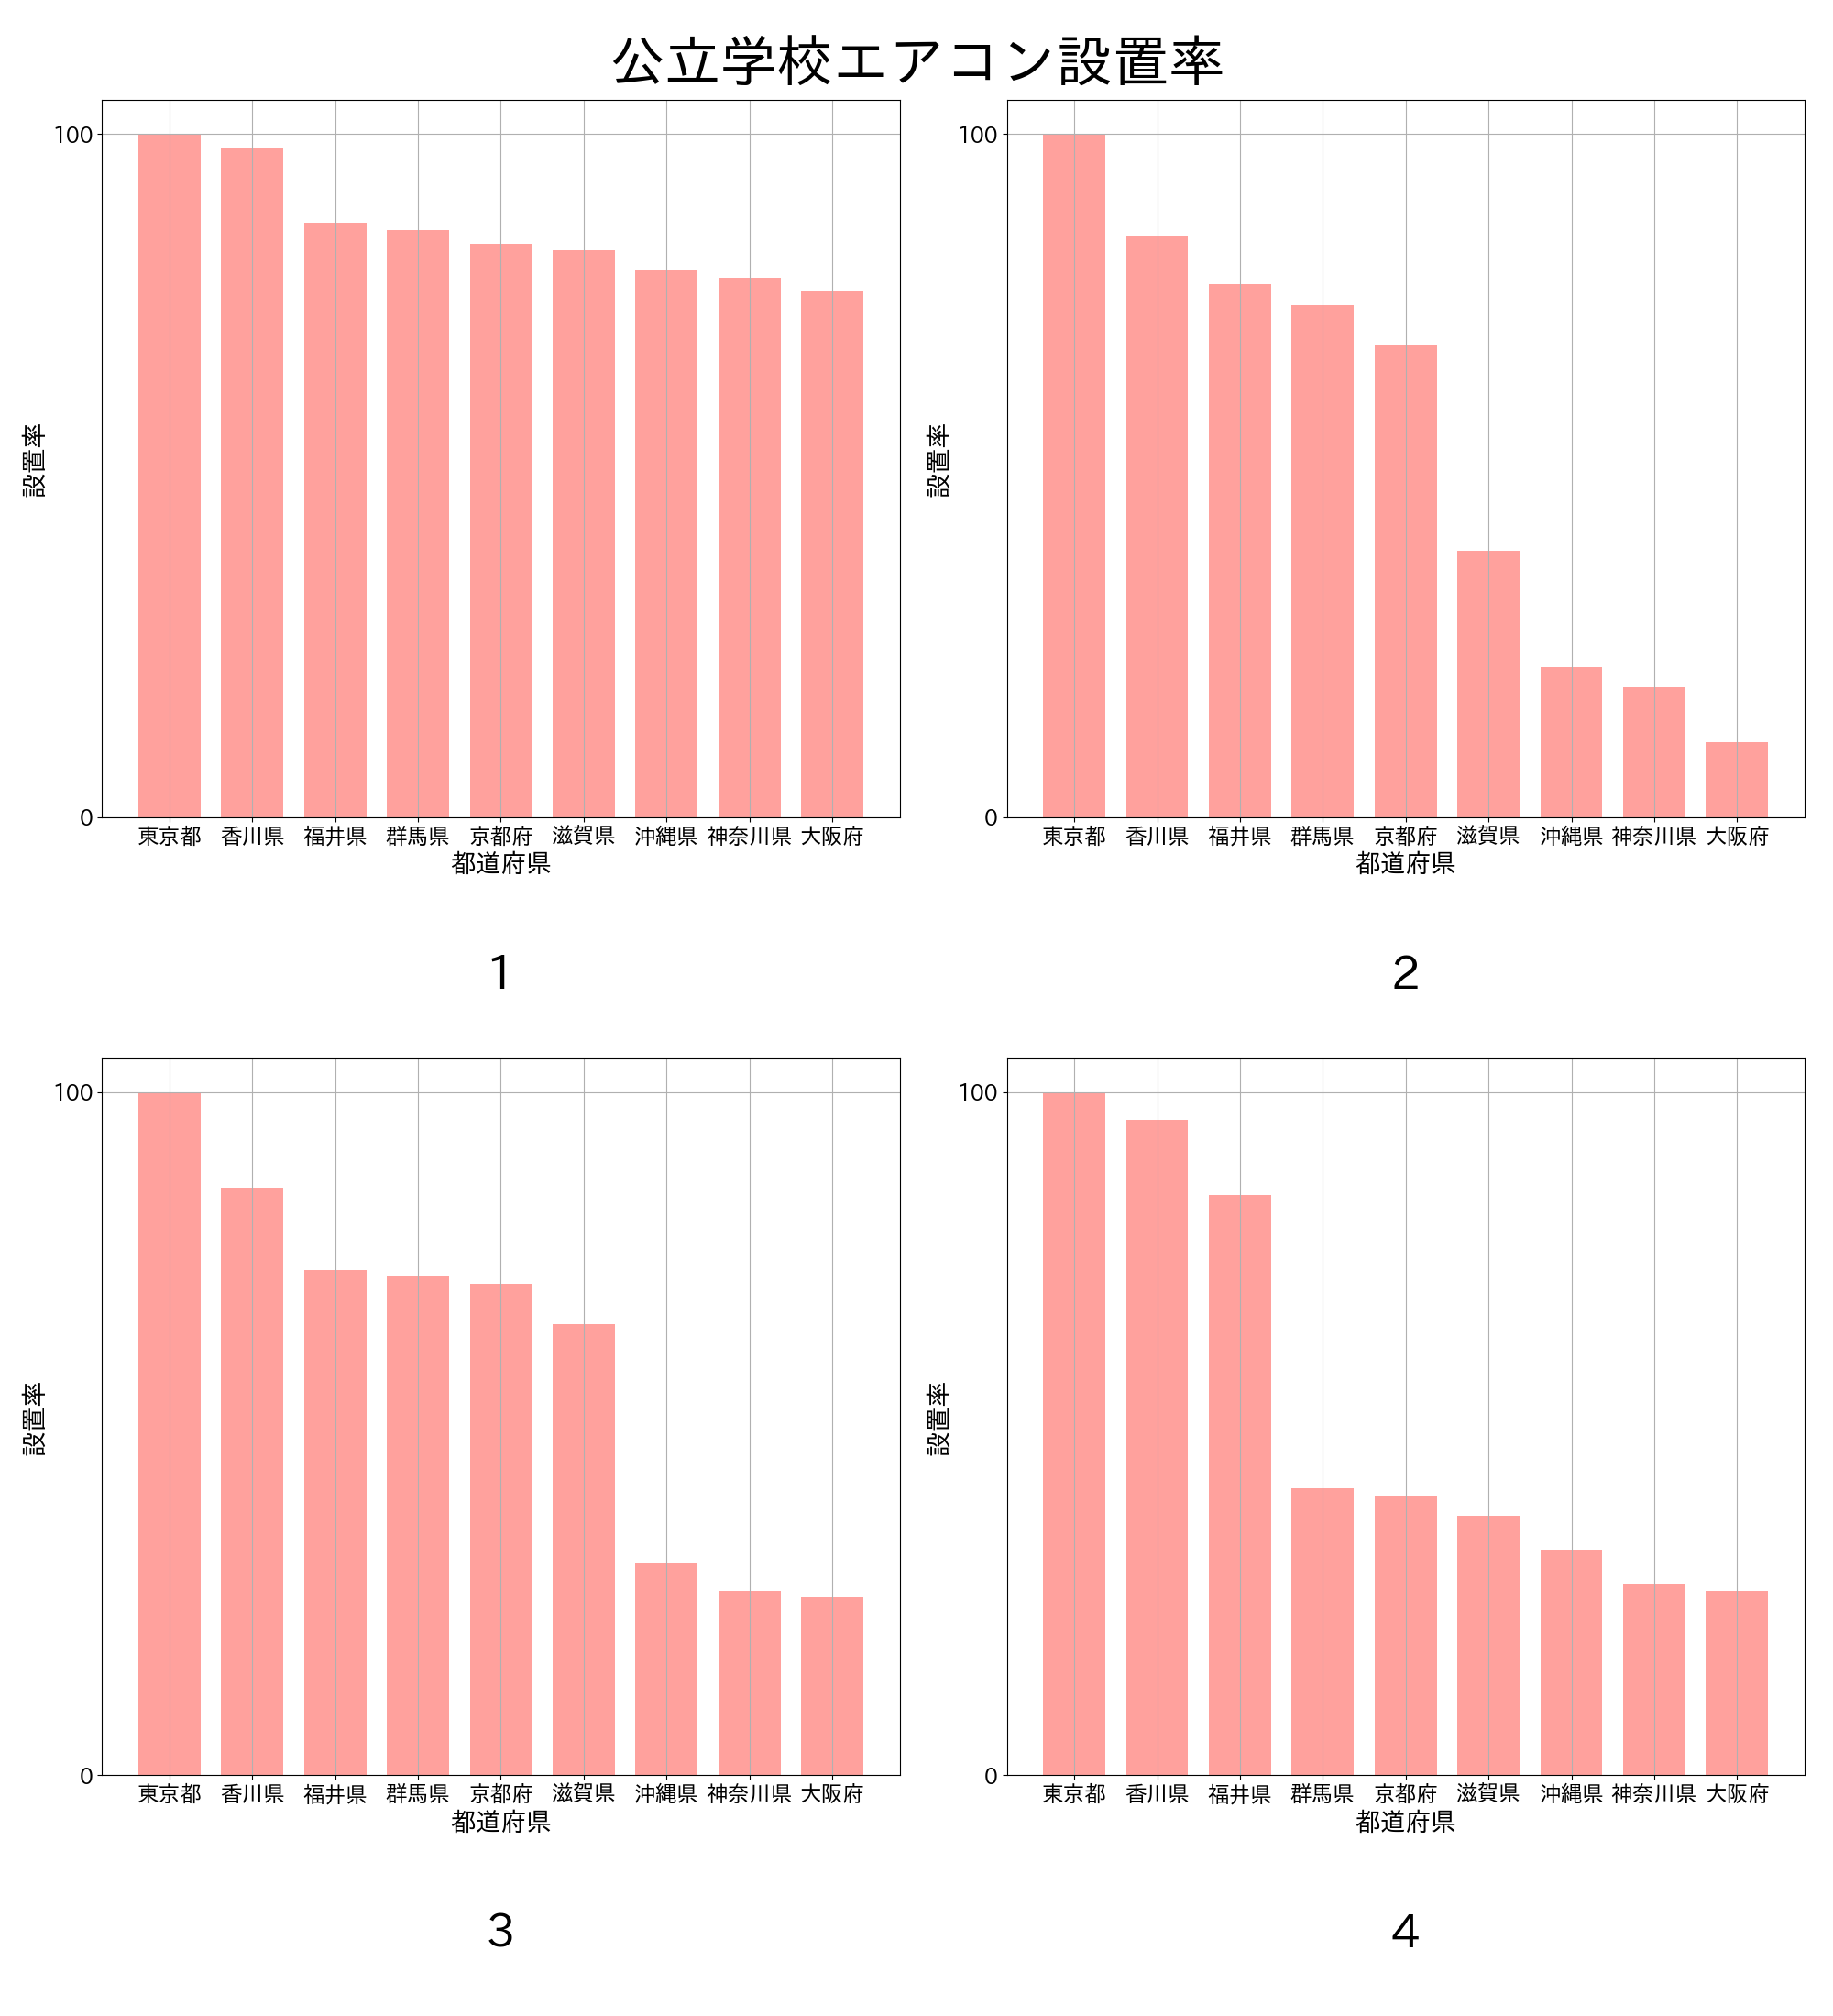 公立学校エアコン設置率
100
0
設置率
東京都 香川県 福井県 群馬県 京都府 滋賀県 沖縄県 神奈川県 大阪府
都道府県
1
100
0
設置率
東京都 香川県 福井県 群馬県 京都府 滋賀県 沖縄県 神奈川県 大阪府
都道府県
2
100
0
設置率
東京都 香川県 福井県 群馬県 京都府 滋賀県 沖縄県 神奈川県 大阪府
都道府県
3
100
0
設置率
東京都 香川県 福井県 群馬県 京都府 滋賀県 沖縄県 神奈川県 大阪府
都道府県
4